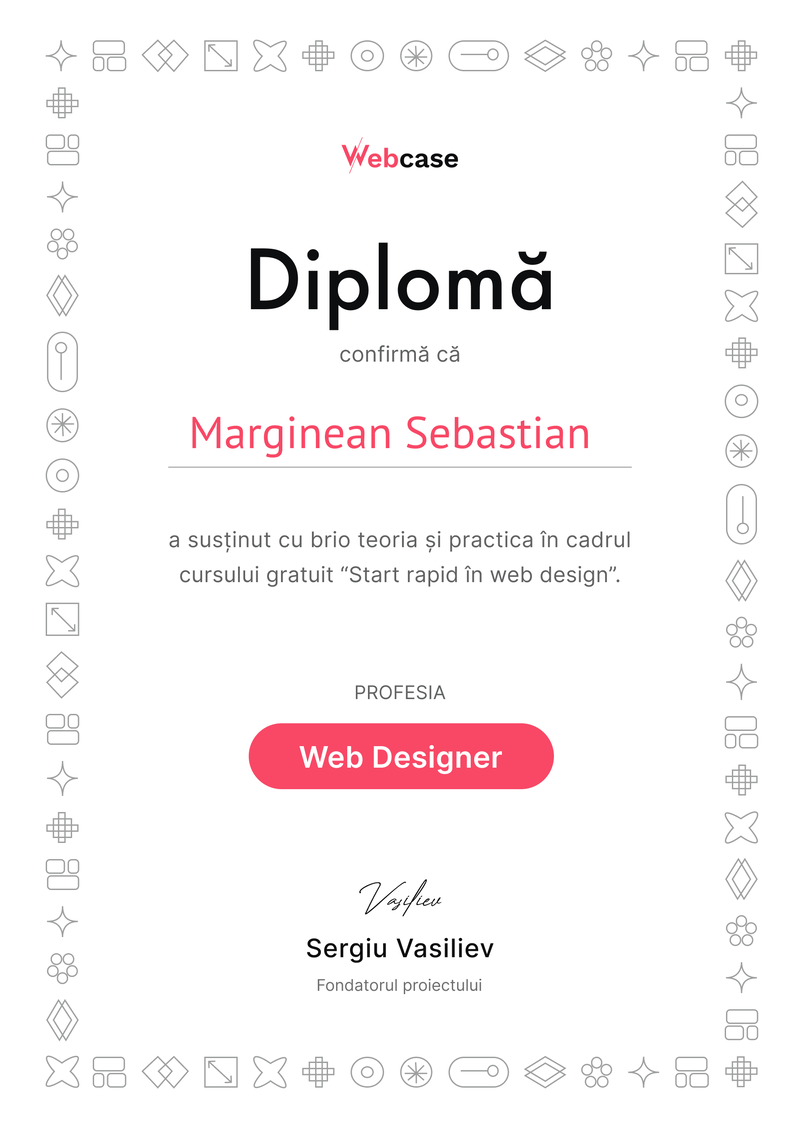 Webcase
Diplomă
confirmă că
Marginean Sebastian
a susținut cu brio teoria și practica în cadrul
cursului gratuit “Start rapid în web design”.
PROFESIA
Web Designer
Vasiliev
Sergiu Vasiliev
Fondatorul proiectului